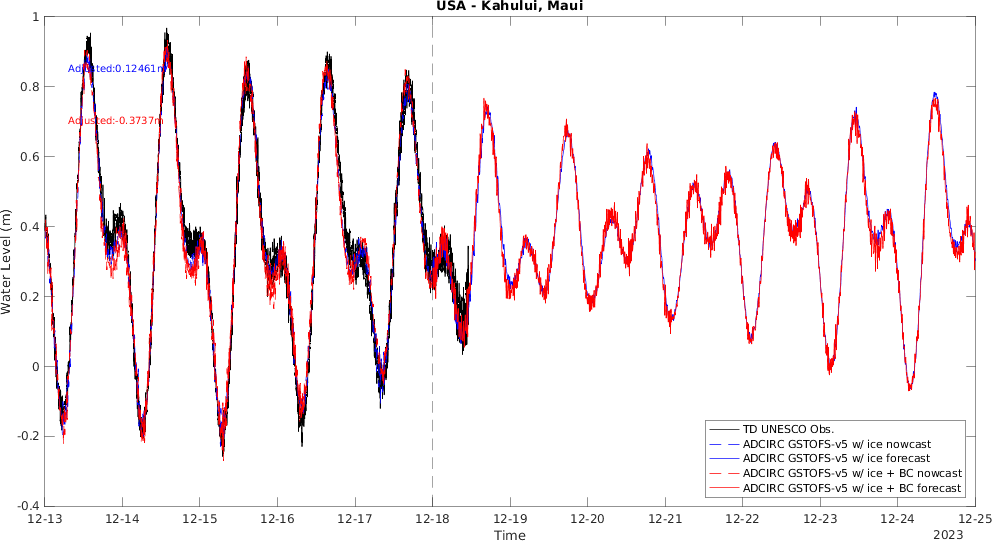 USA - Kahului, Maui
1
0.8
0.6
0.4
0.2
0
-0.2
-0.4
Water Level (m)
Adjusted:0.12461m
Adjusted:-0.3737m
TD UNESCO Obs.
ADCIRC GSTOFS-v5 w/ ice nowcast
ADCIRC GSTOFS-v5 w/ ice forecast
ADCIRC GSTOFS-v5 w/ ice + BC nowcast
ADCIRC GSTOFS-v5 w/ ice + BC forecast
12-13 12-14 12-15 12-16 12-17 12-18 12-19 12-20 12-21 12-22 12-23 12-24 12-25
Time
2023